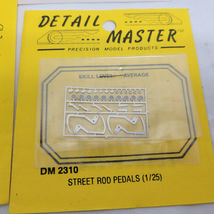 DETAIL
MASTER
PRECISION MODEL PRODUCTS
SKILL LEVEL AVERAGE
DM 2310
STREET ROD PEDALS (1/25)